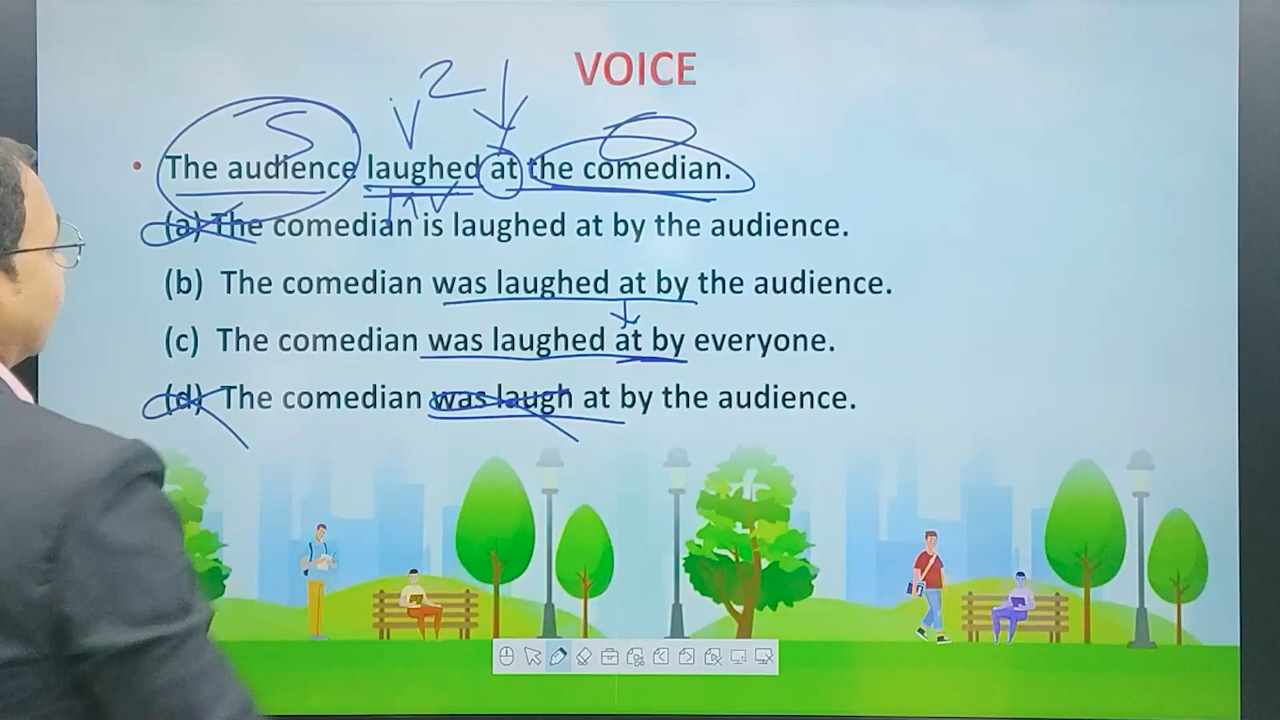 VOICE
V2 ↓
S O
• The audience laughed at the comedian.
(a) The comedian is laughed at by the audience.
(b) The comedian was laughed at by the audience.
(c) The comedian was laughed at by everyone.
(d) The comedian was laugh at by the audience.